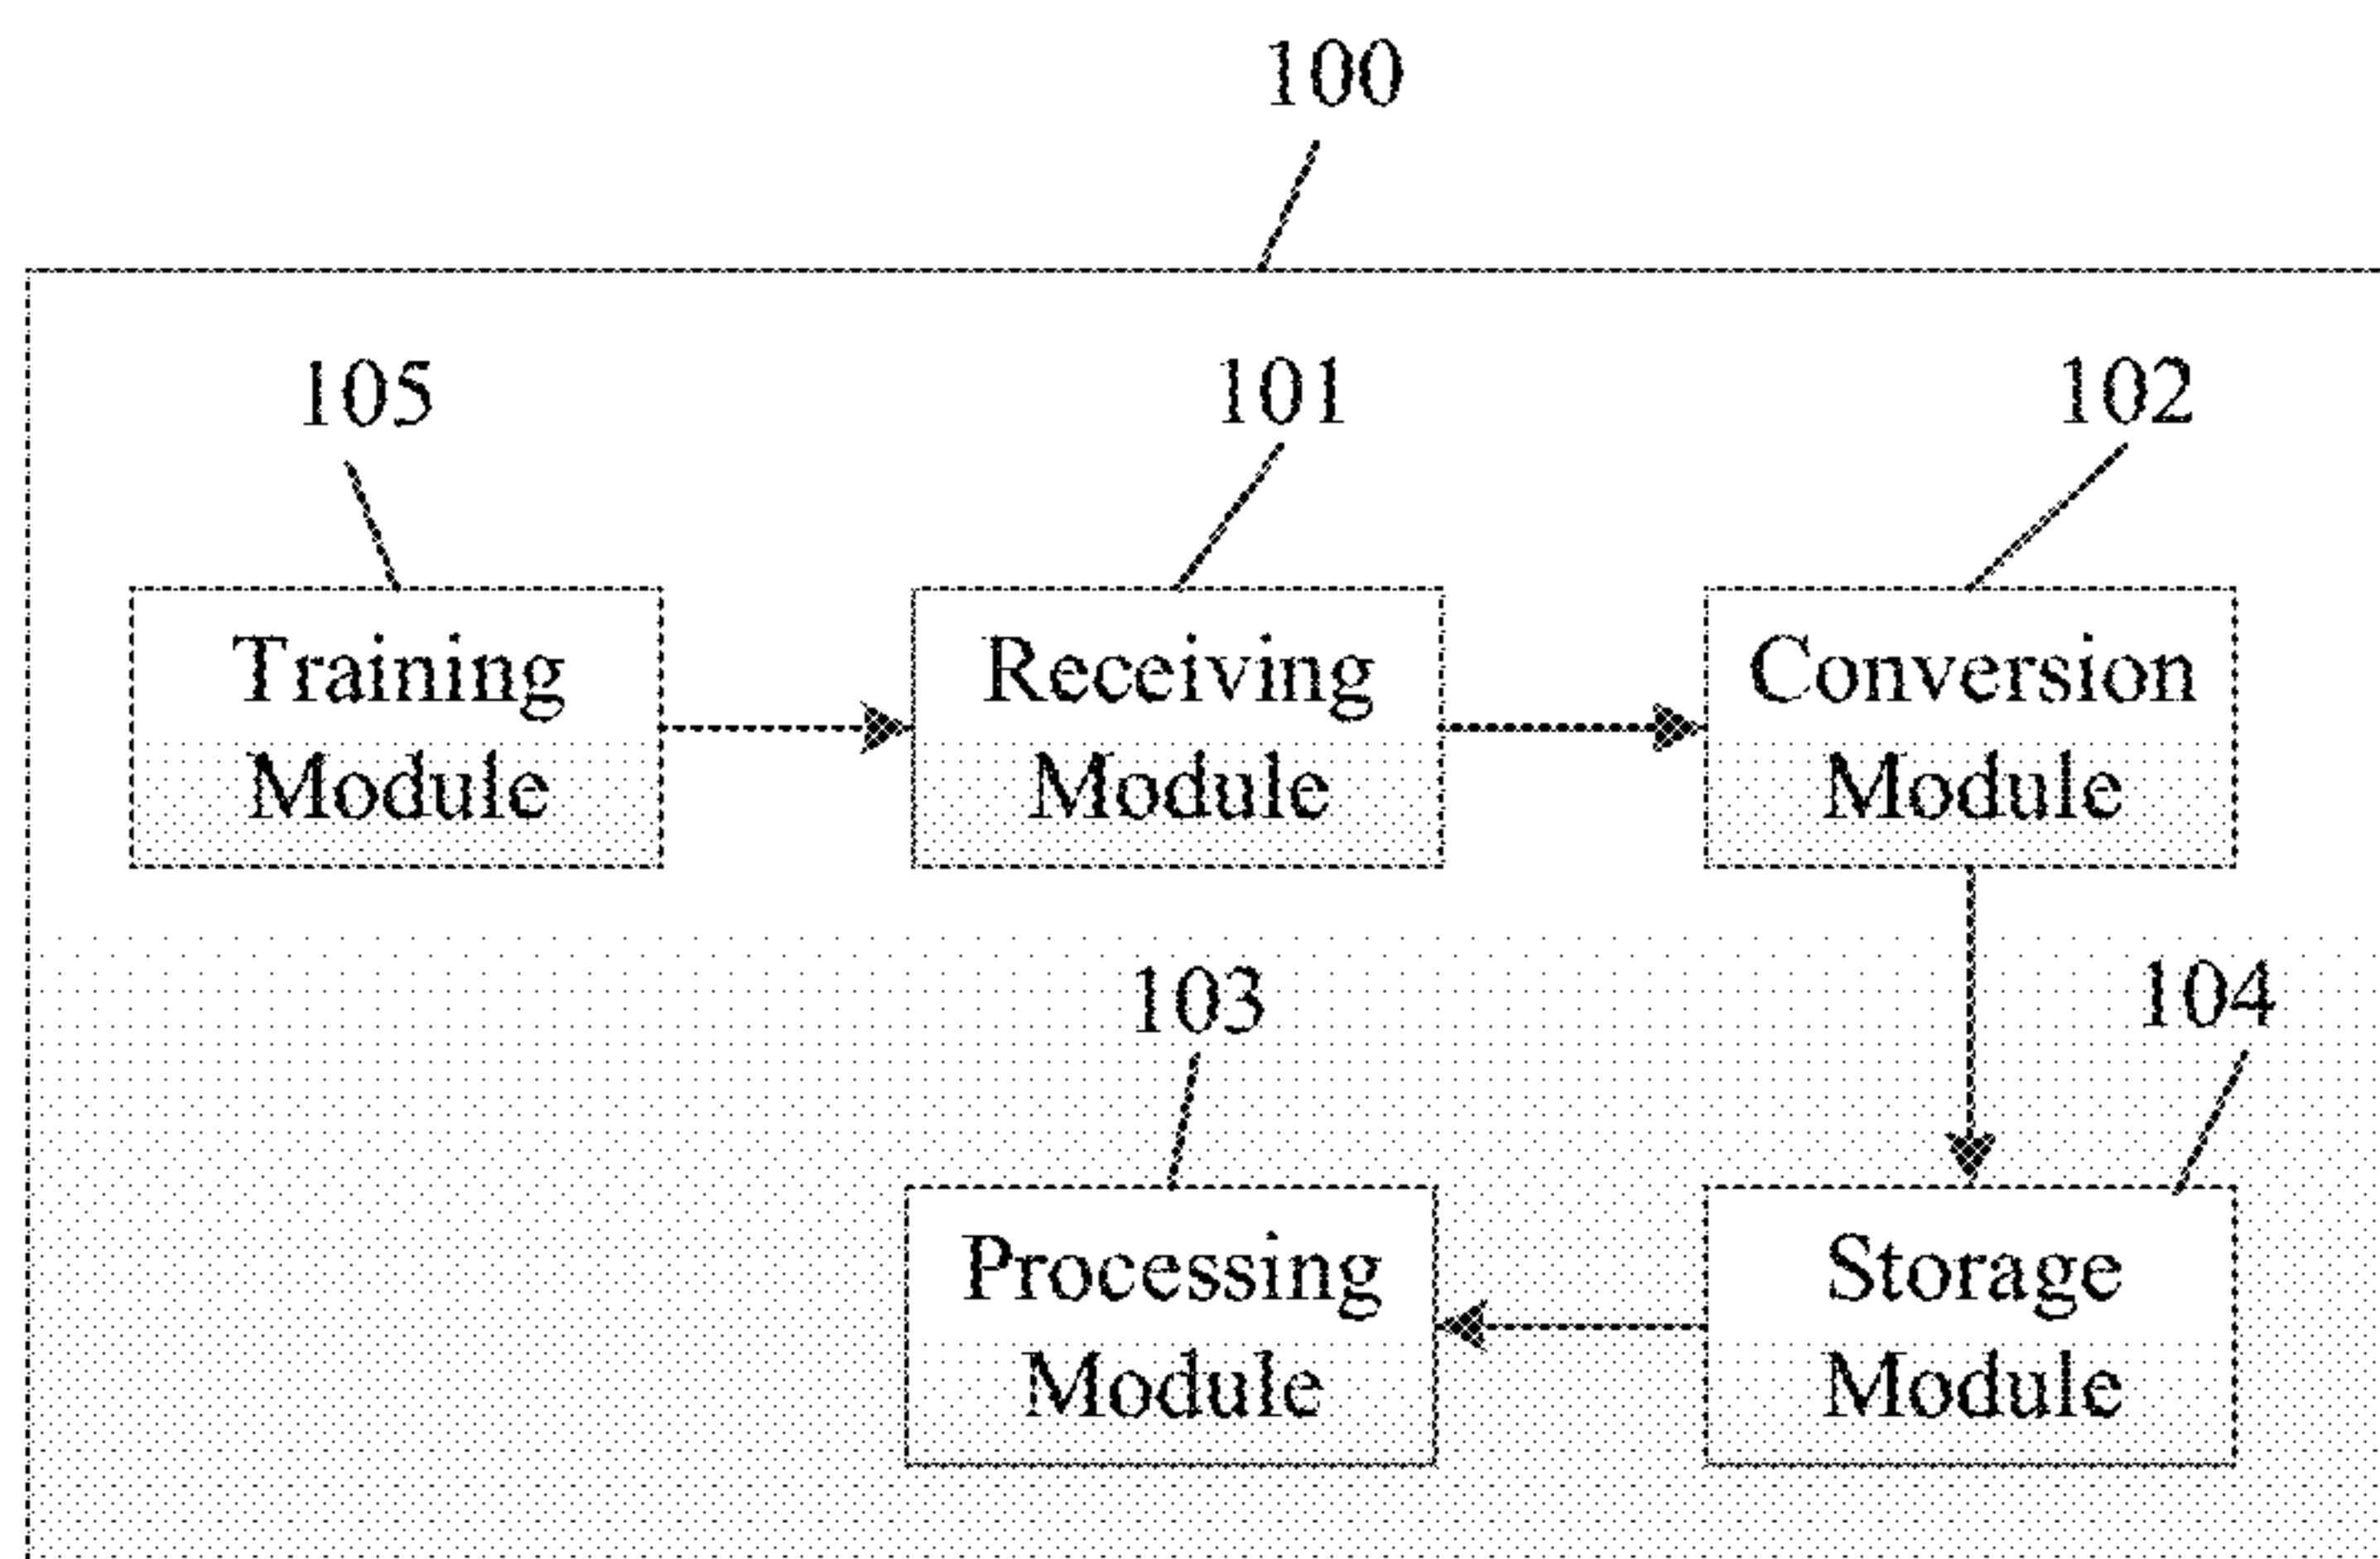 100
105
101
102
Training
Module
Receiving
Module
Conversion
Module
103
104
Processing
Module
Storage
Module